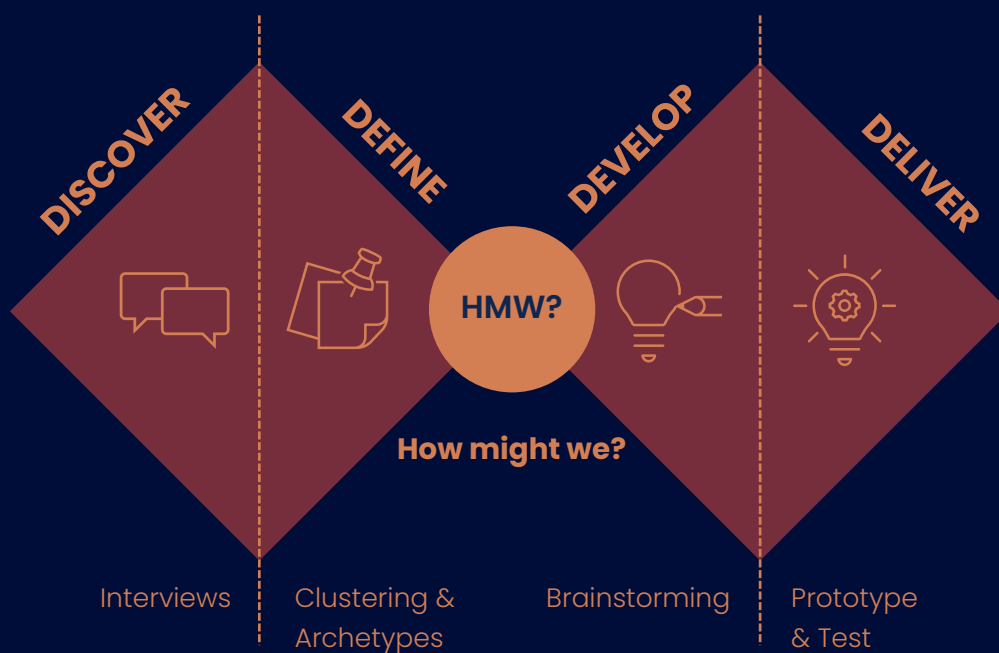 DISCOVER
DEFINE
DEVELOP
DELIVER
HMW?
How might we?
Interviews
Clustering &
Archetypes
Brainstorming
Prototype
& Test